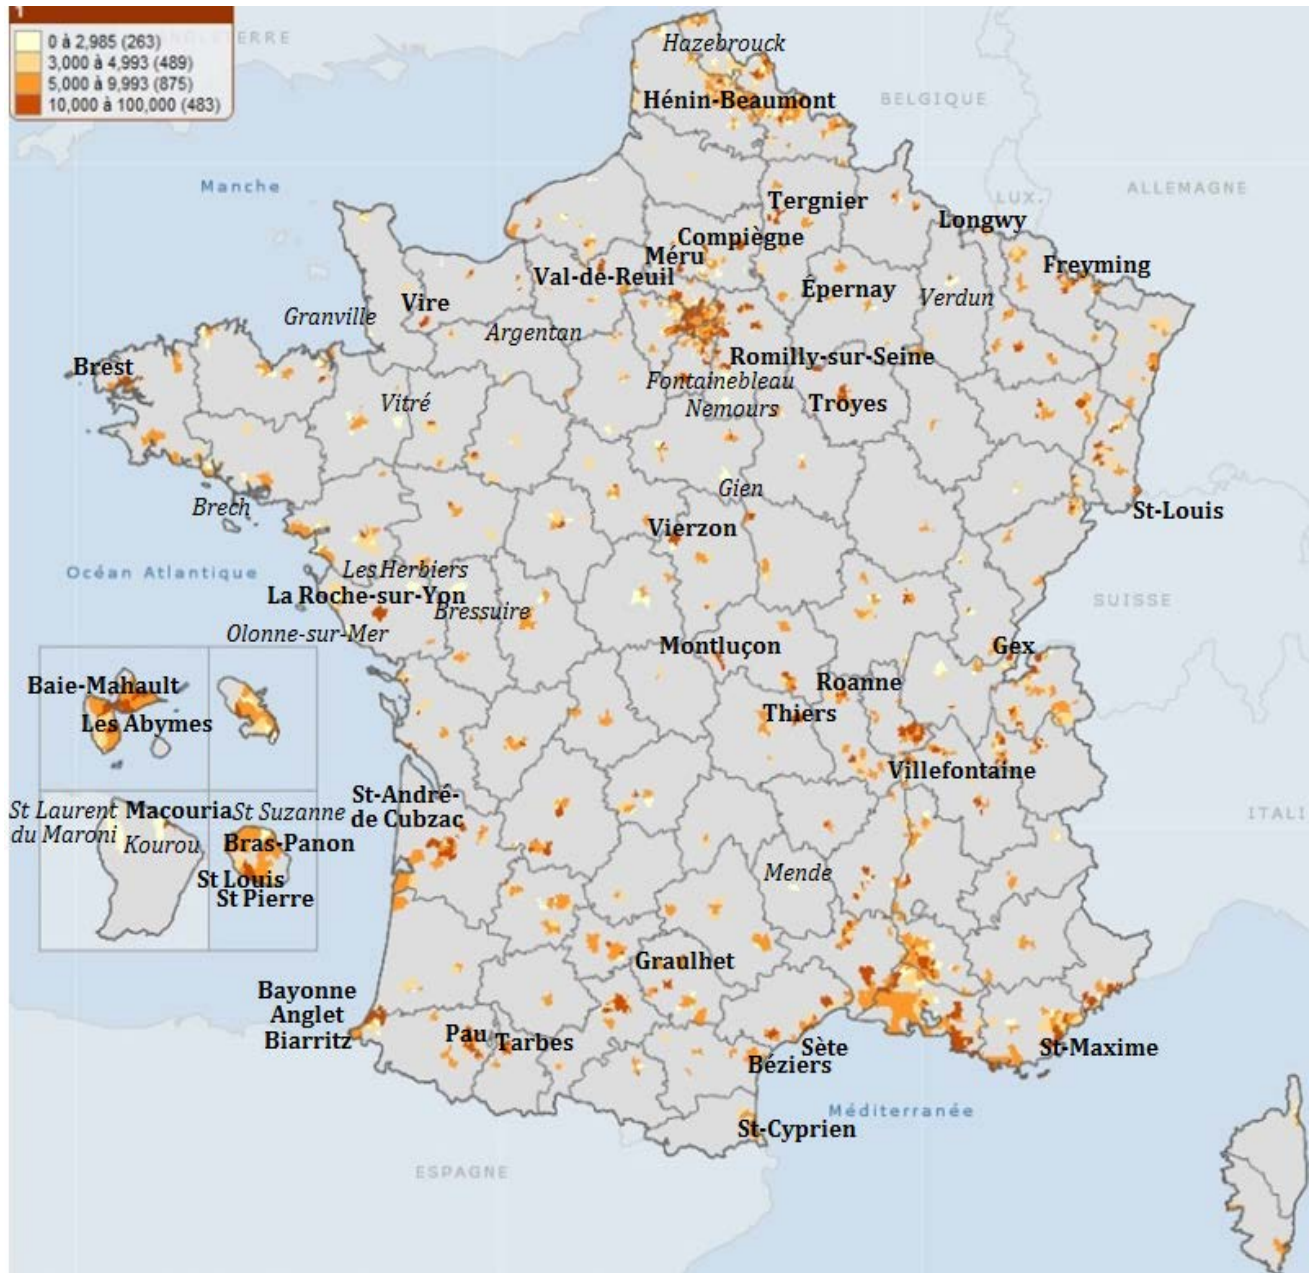 1
0 à 2,985 (263)
3,000 à 4,993 (489)
5,000 à 9,993 (875)
10,000 à 100,000 (483)
Hazebrouck
Hénin-Beaumont
BELGIQUE
Manche
ALLEMAGNE
LUX.
Tergnier
Longwy
Compiègne
Méru
Val-de-Reuil
Freyming
Épernay
Verdun
Vire
Granville
Argentan
Romilly-sur-Seine
Brest
Fontainebleau
Nemours
Troyes
Vitré
Gien
Brech
St-Louis
Vierzon
Océan Atlantique
Les Herbiers
La Roche-sur-Yon
Bressuire
SUISSE
Olonne-sur-Mer
Montluçon
Gex
Baie-Mahault
Roanne
Les Abymes
Thiers
Villefontaine
St-André-
de Cubzac
St Laurent
du Maroni
Macouria
St Suzanne
Kourou
Bras-Panon
ITALI
Mende
St Louis
St Pierre
Graulhet
Bayonne
Anglet
Biarritz
Pau
Tarbes
Sète
Béziers
St-Maxime
Méditerranée
St-Cyprien
ESPAGNE